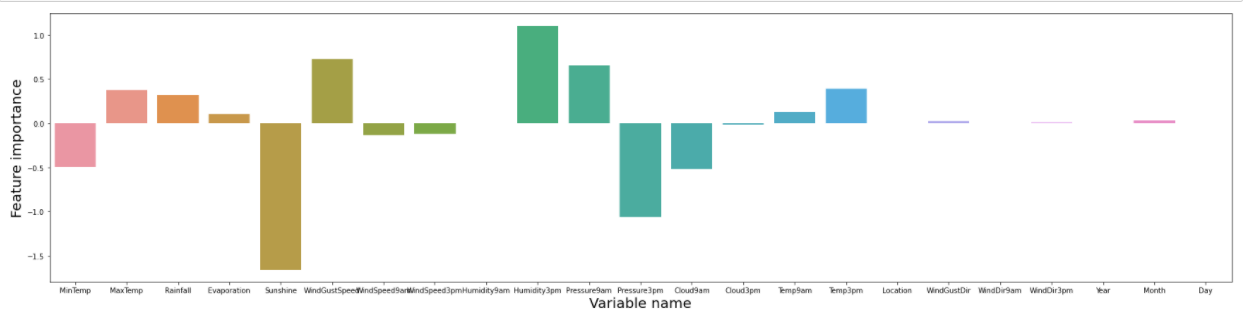 Feature importance
1.0
0.5
0.0
−0.5
−1.0
−1.5
MinTemp MaxTemp Rainfall Evaporation Sunshine WindGustSpeed WindSpeed9am WindSpeed3pm Humidity9am Humidity3pm Pressure9am Pressure3pm Cloud9am Cloud3pm Temp9am Temp3pm Location WindGustDir WindDir9am WindDir3pm Year Month Day
Variable name